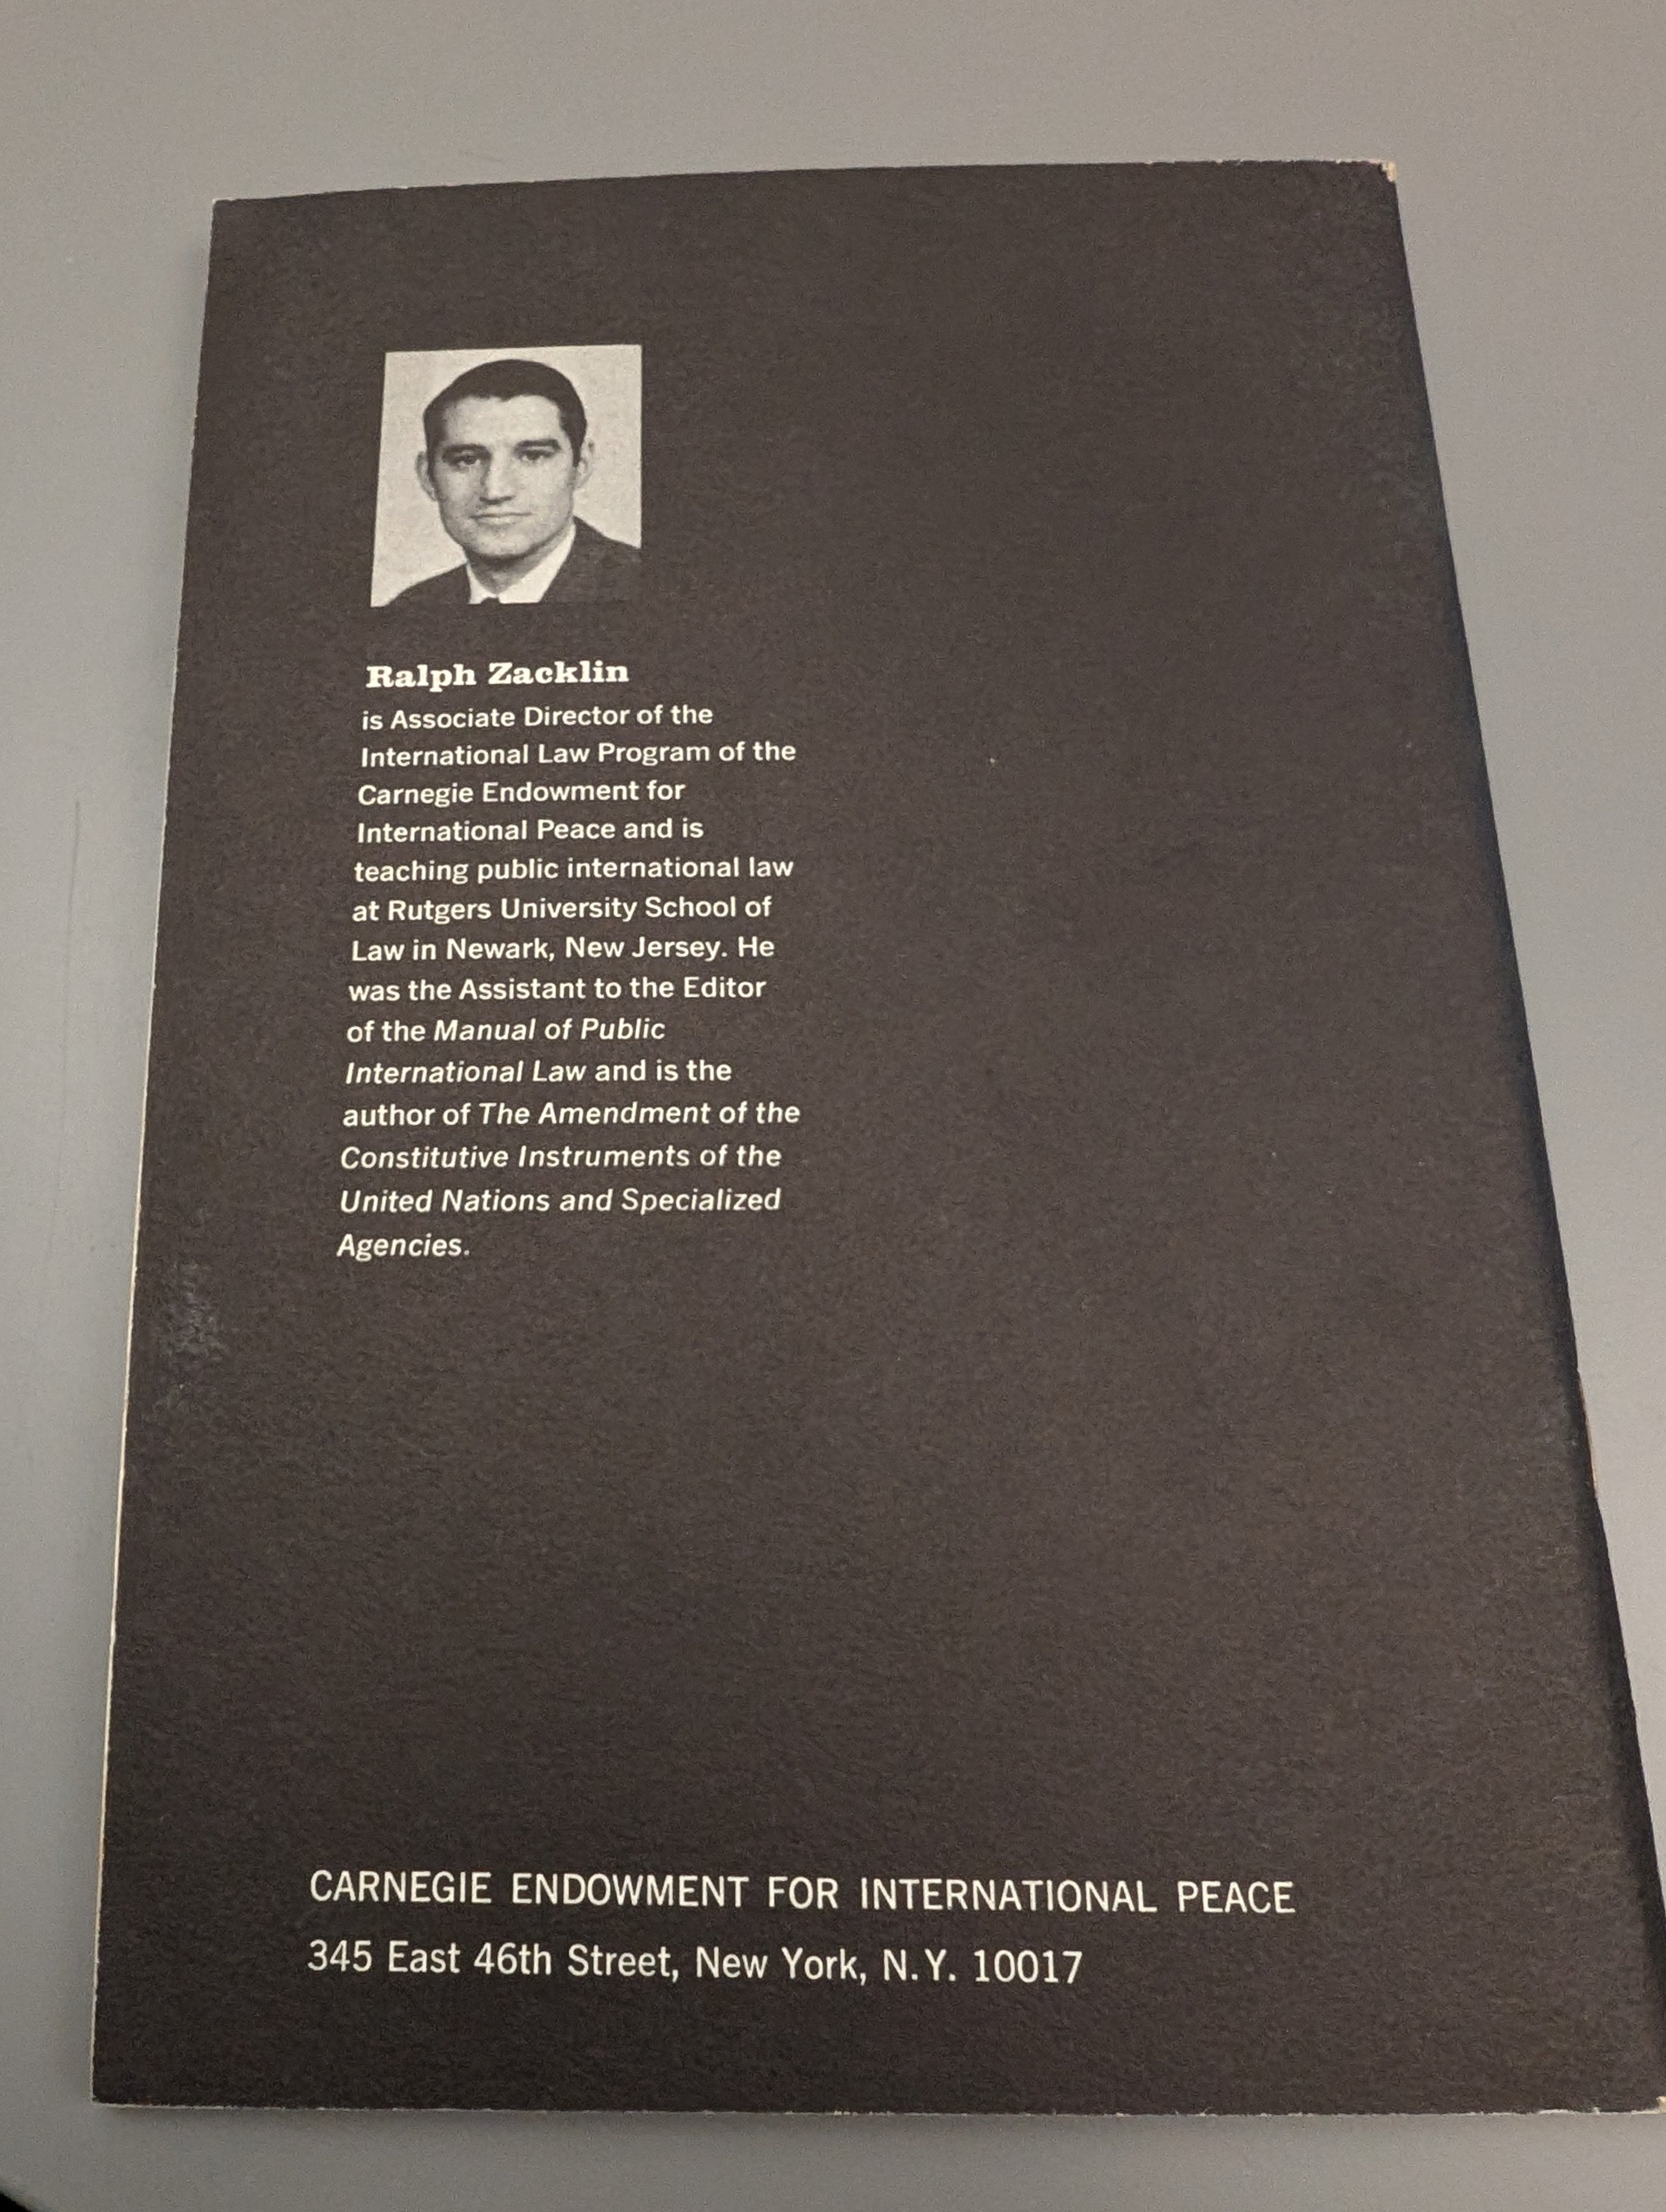 Ralph Zacklin
is Associate Director of the
International Law Program of the
Carnegie Endowment for
International Peace and is
teaching public international law
at Rutgers University School of
Law in Newark, New Jersey. He
was the Assistant to the Editor
of the Manual of Public
International Law and is the
author of The Amendment of the
Constitutive Instruments of the
United Nations and Specialized
Agencies.
CARNEGIE ENDOWMENT FOR INTERNATIONAL PEACE
345 East 46th Street, New York, N.Y. 10017